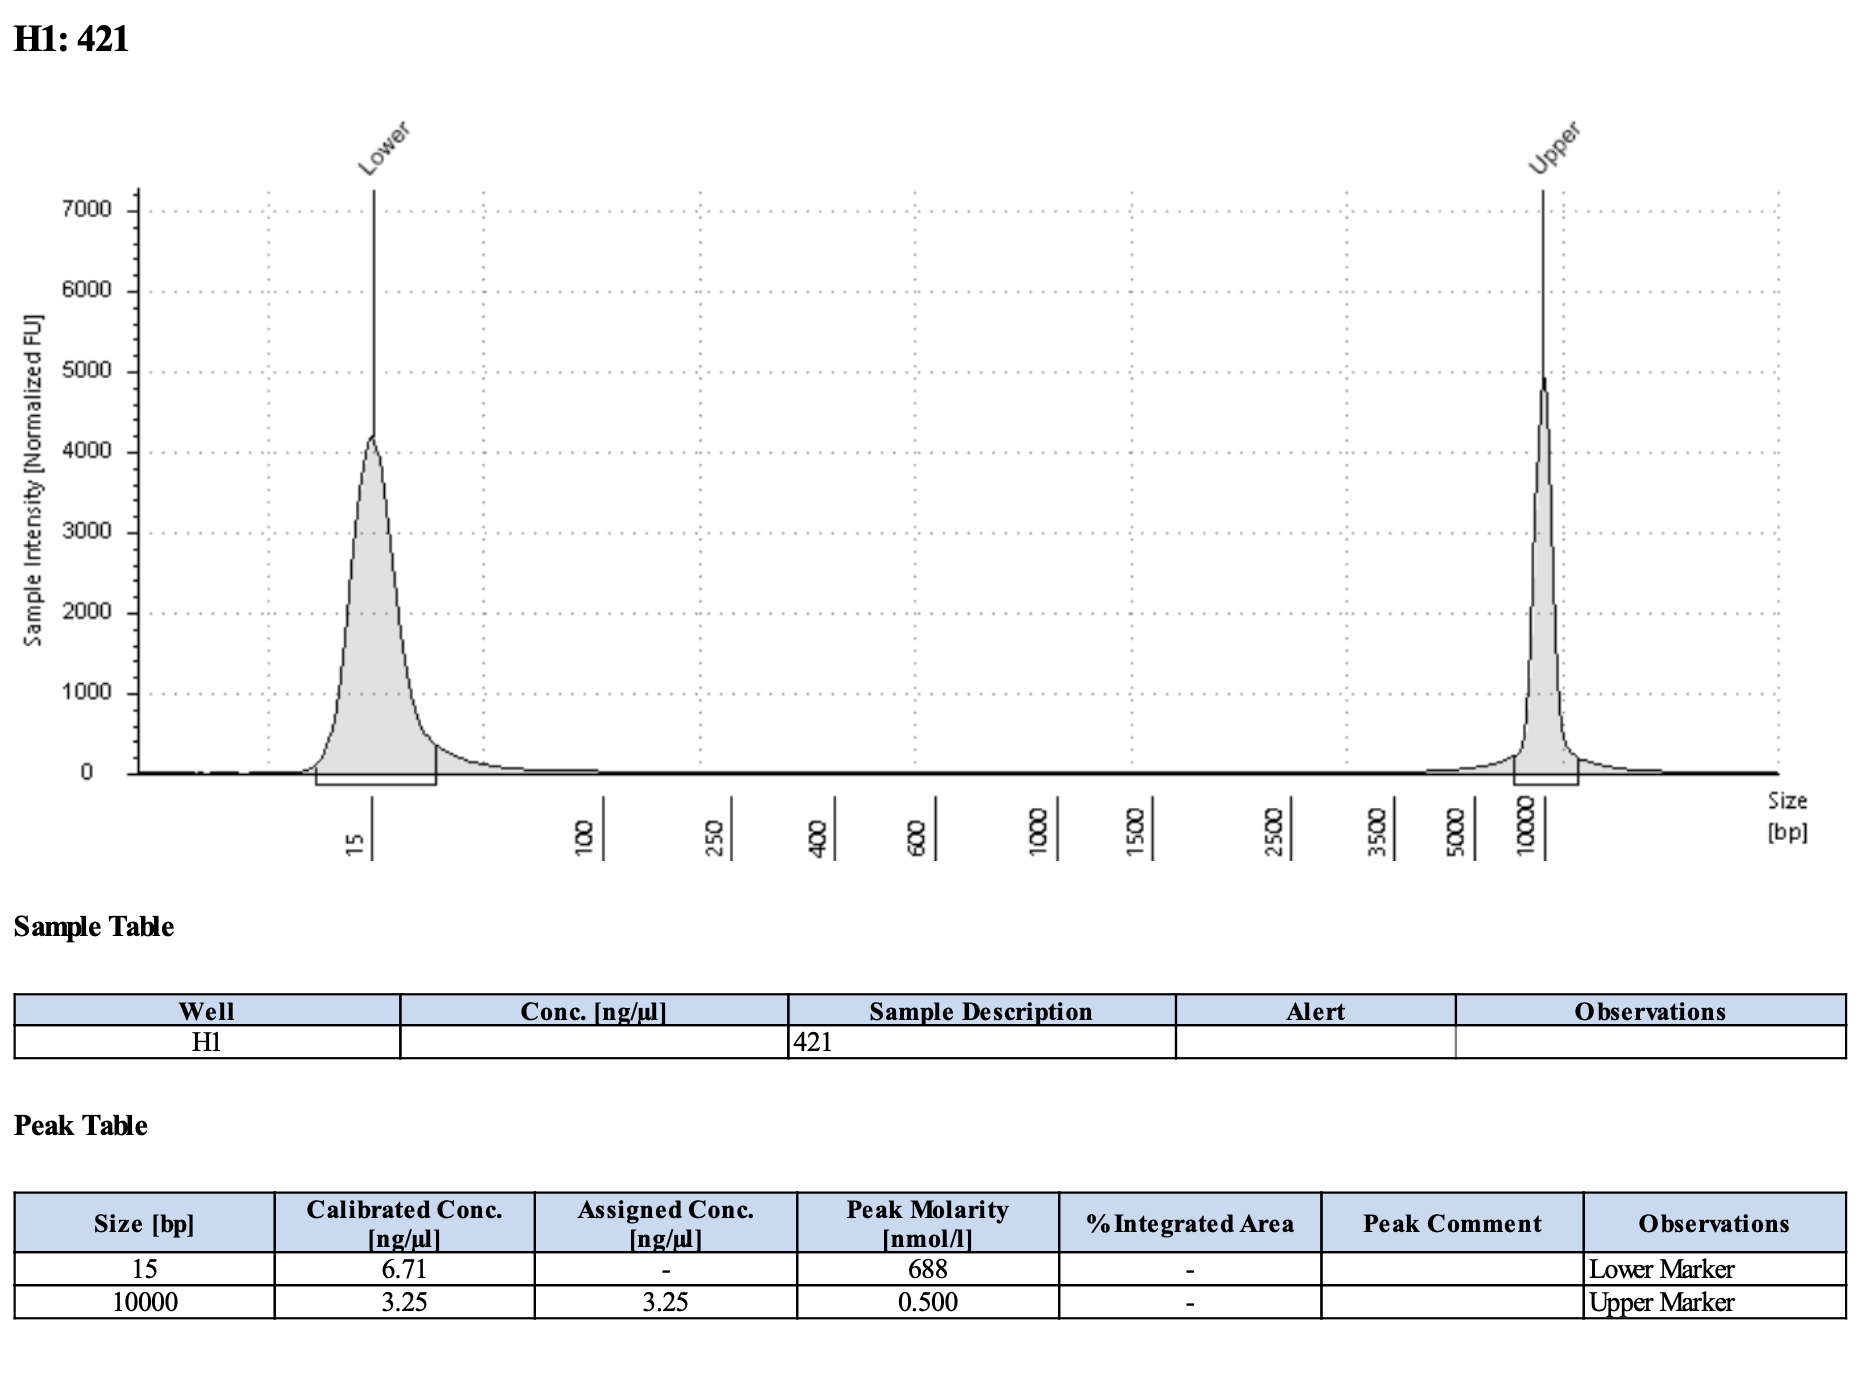 H1: 421
Lower
Upper
Sample Intensity [Normalized FU]
7000
6000
5000
4000
3000
2000
1000
0
15
100
250
400
600
1000
1500
2500
3500
5000
10000
Size
[bp]
Sample Table
Well Conc. [ng/µl] Sample Description Alert Observations
H1 421
Peak Table
Size [bp] Calibrated Conc. [ng/µl] Assigned Conc. [ng/µl] Peak Molarity [nmol/l] % Integrated Area Peak Comment Observations
15 6.71 - 688 - Lower Marker
10000 3.25 3.25 0.500 - Upper Marker